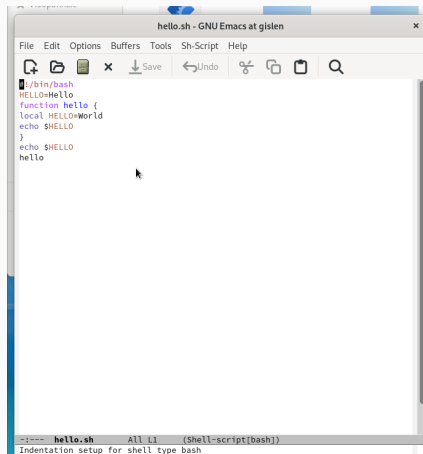 hello.sh - GNU Emacs at gislen
File Edit Options Buffers Tools Sh-Script Help
Save Undo
#!/bin/bash
HELLO=Hello
function hello {
local HELLO=World
echo $HELLO
}
echo $HELLO
hello
-:--- hello.sh All L1 (Shell-script[bash])
Indentation setup for shell type bash